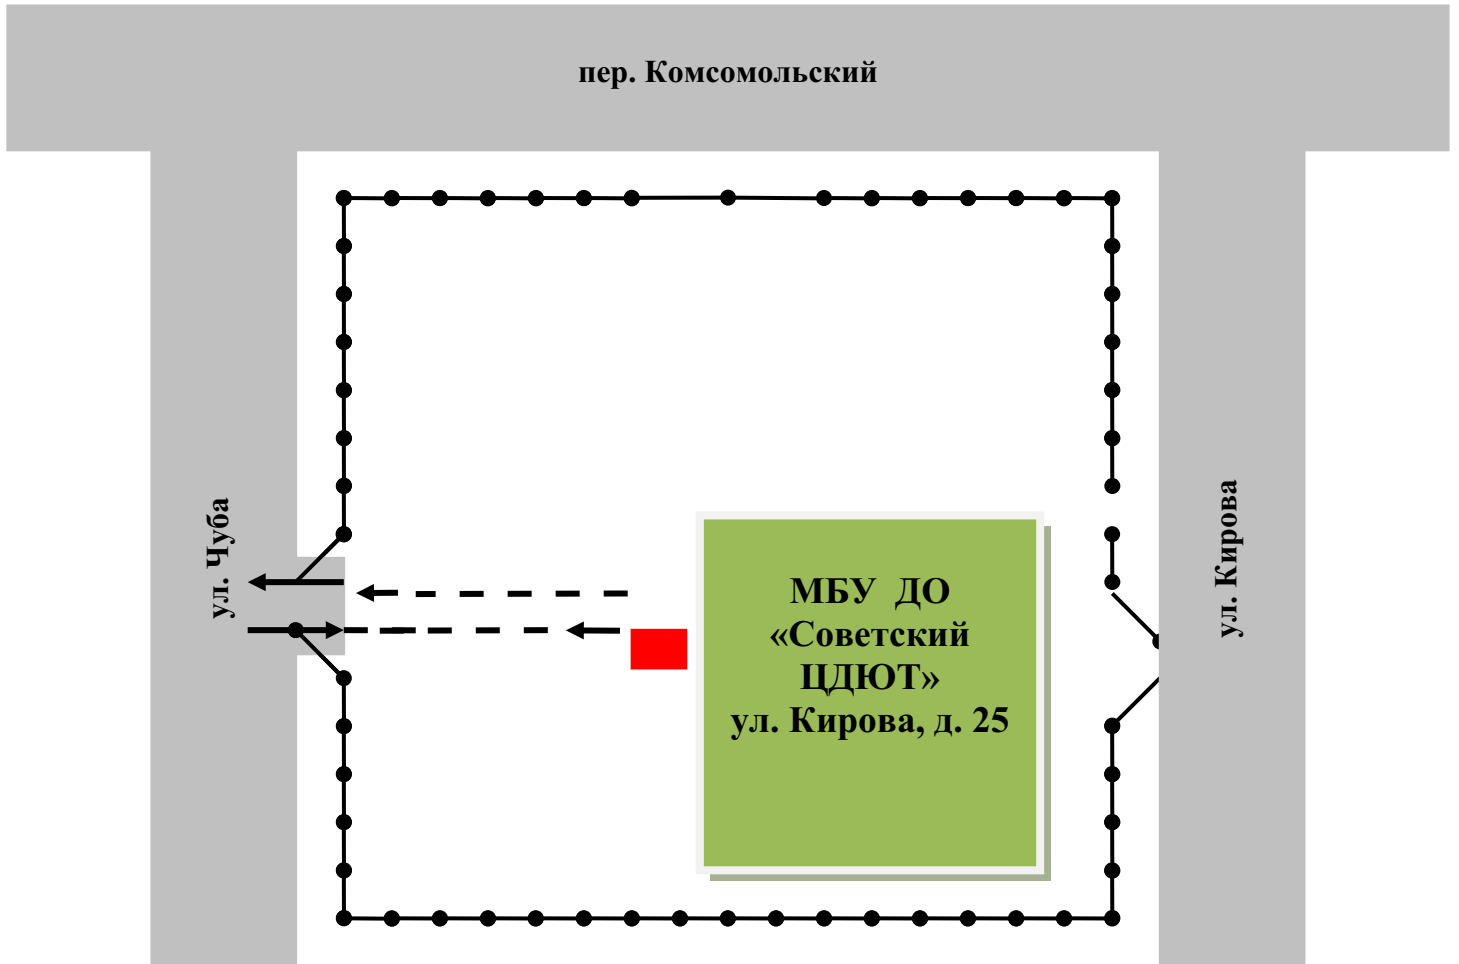 пер. Комсомольский
ул. Чуба
МБУ ДО
«Советский
ЦДЮТ»
ул. Кирова, д. 25
ул. Кирова